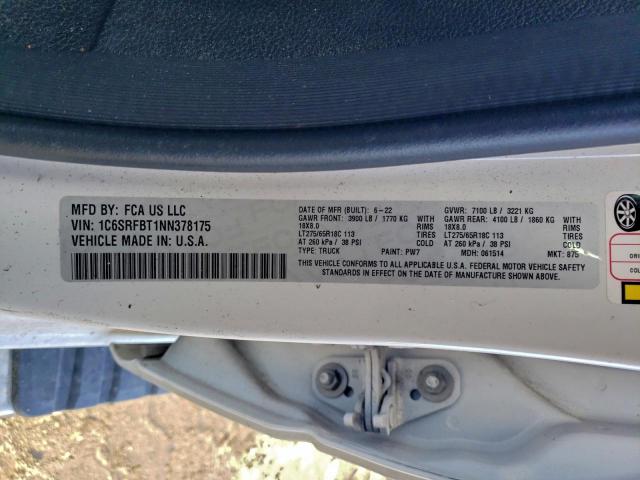 MFD BY: FCA US LLC
VIN: 1C6SRFBT1NN378175
VEHICLE MADE IN: U.S.A.
DATE OF MFR (BUILT): 6-22 GVWR: 7100 LB / 3221 KG
GAWR FRONT: 3900 LB / 1770 KG GAWR REAR: 4100 LB / 1860 KG
18X8.0 RIMS 18X8.0 RIMS
LT275/65R18C 113 TIRES LT275/65R18C 113 TIRES
AT 260 kPa / 38 PSI COLD AT 260 kPa / 38 PSI COLD
TYPE: TRUCK PAINT: PW7 MDH: 061514 MKT: 875
THIS VEHICLE CONFORMS TO ALL APPLICABLE U.S.A. FEDERAL MOTOR VEHICLE SAFETY
STANDARDS IN EFFECT ON THE DATE OF MANUFACTURE SHOWN ABOVE.
ORI
COL